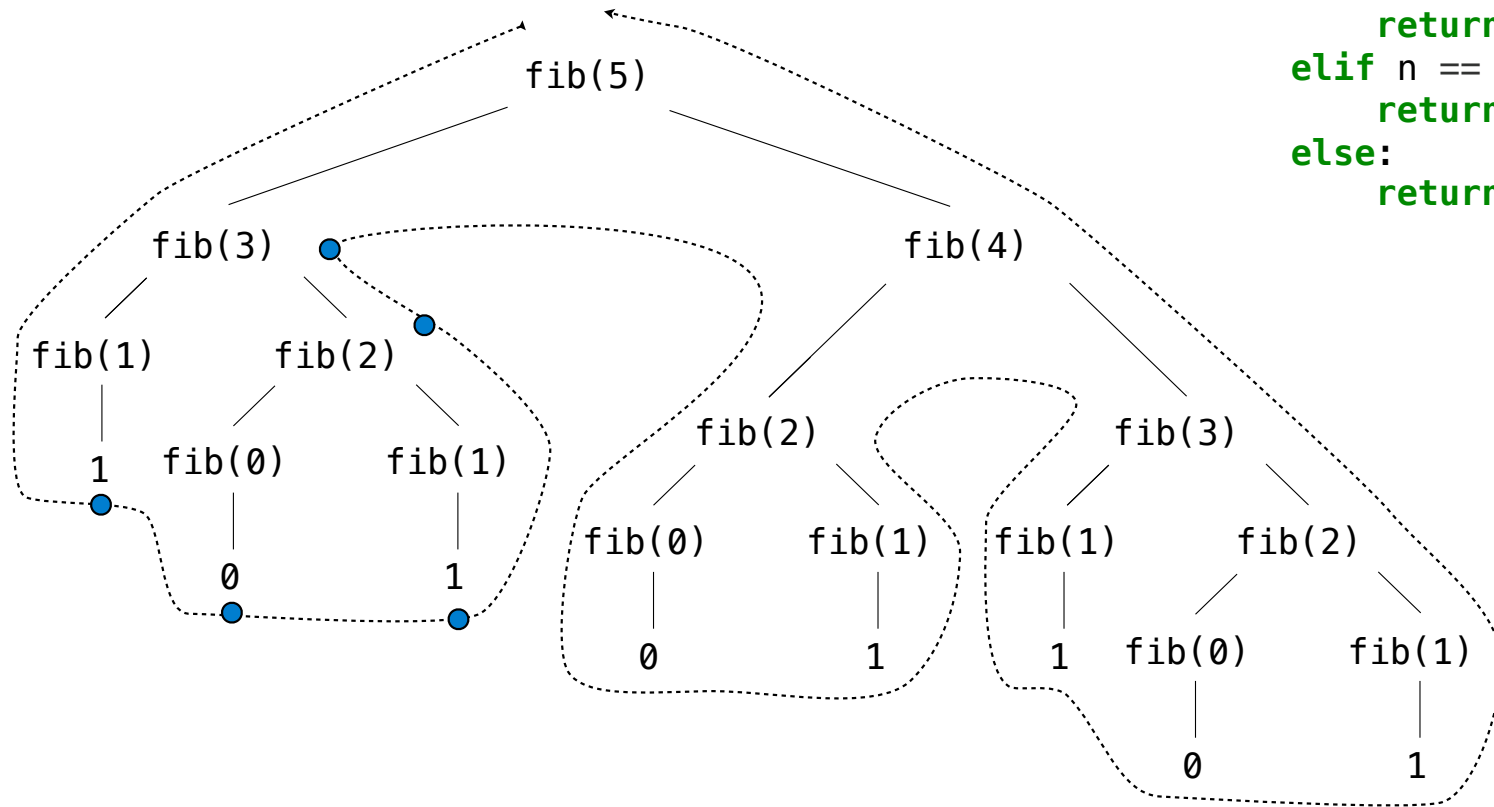 return
elif n ==
return
else:
return
fib(5)
fib(3) fib(4)
fib(1) fib(2)
fib(2) fib(3)
1 fib(0) fib(1)
fib(0) fib(1) fib(1) fib(2)
0 1
0 1 1 fib(0) fib(1)
0 1